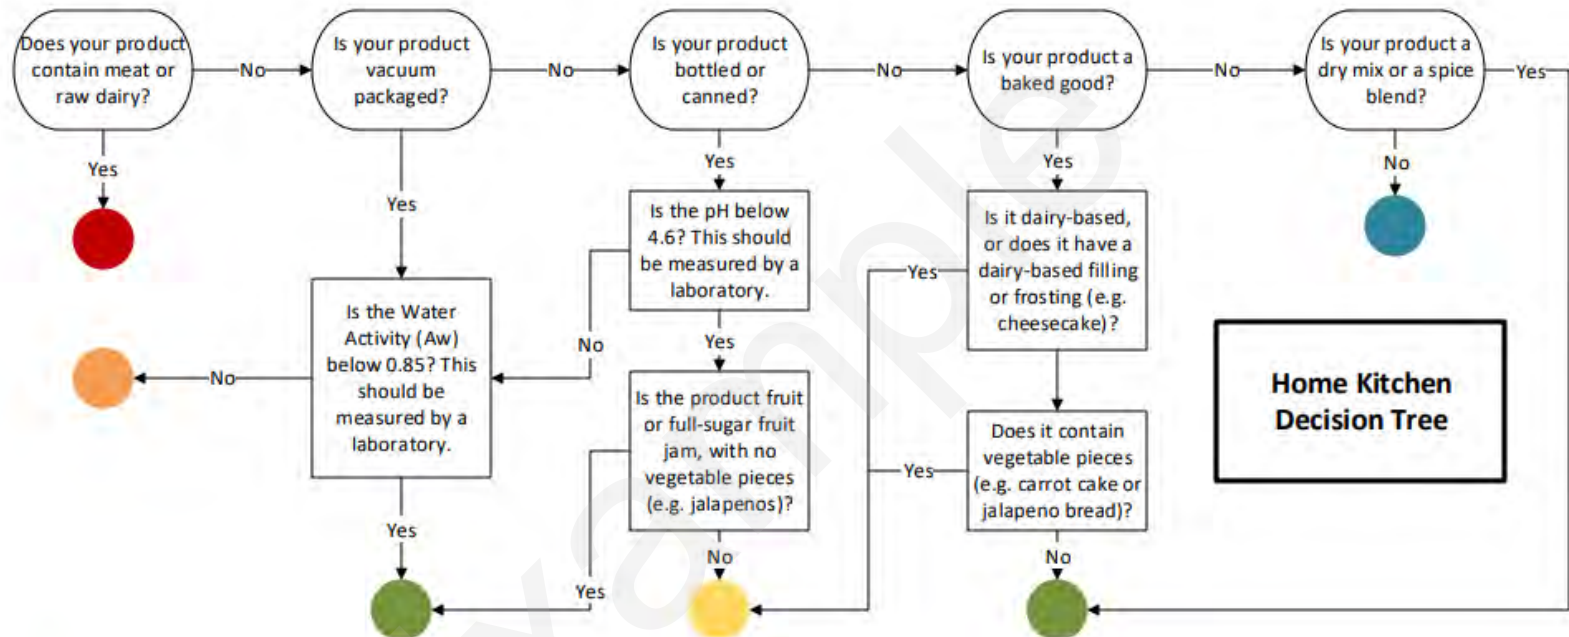 Does your product
contain meat or
raw dairy?
No
Is your product
vacuum
packaged?
No
Is your product
bottled or
canned?
No
Is your product a
baked good?
No
Is your product a
dry mix or a spice
blend?
Yes
Yes
Yes
Yes
Yes
No
Is the pH below
4.6? This should
be measured by a
laboratory.
Is it dairy-based,
or does it have a
dairy-based filling
or frosting (e.g.
cheesecake)?
Yes
Is the Water
Activity (Aw)
below 0.85? This
should be
measured by a
laboratory.
No
No
Yes
Is the product fruit
or full-sugar fruit
jam, with no
vegetable pieces
(e.g. jalapenos)?
Does it contain
vegetable pieces
(e.g. carrot cake or
jalapeno bread)?
Yes
Home Kitchen
Decision Tree
Yes
Yes
No
No
example